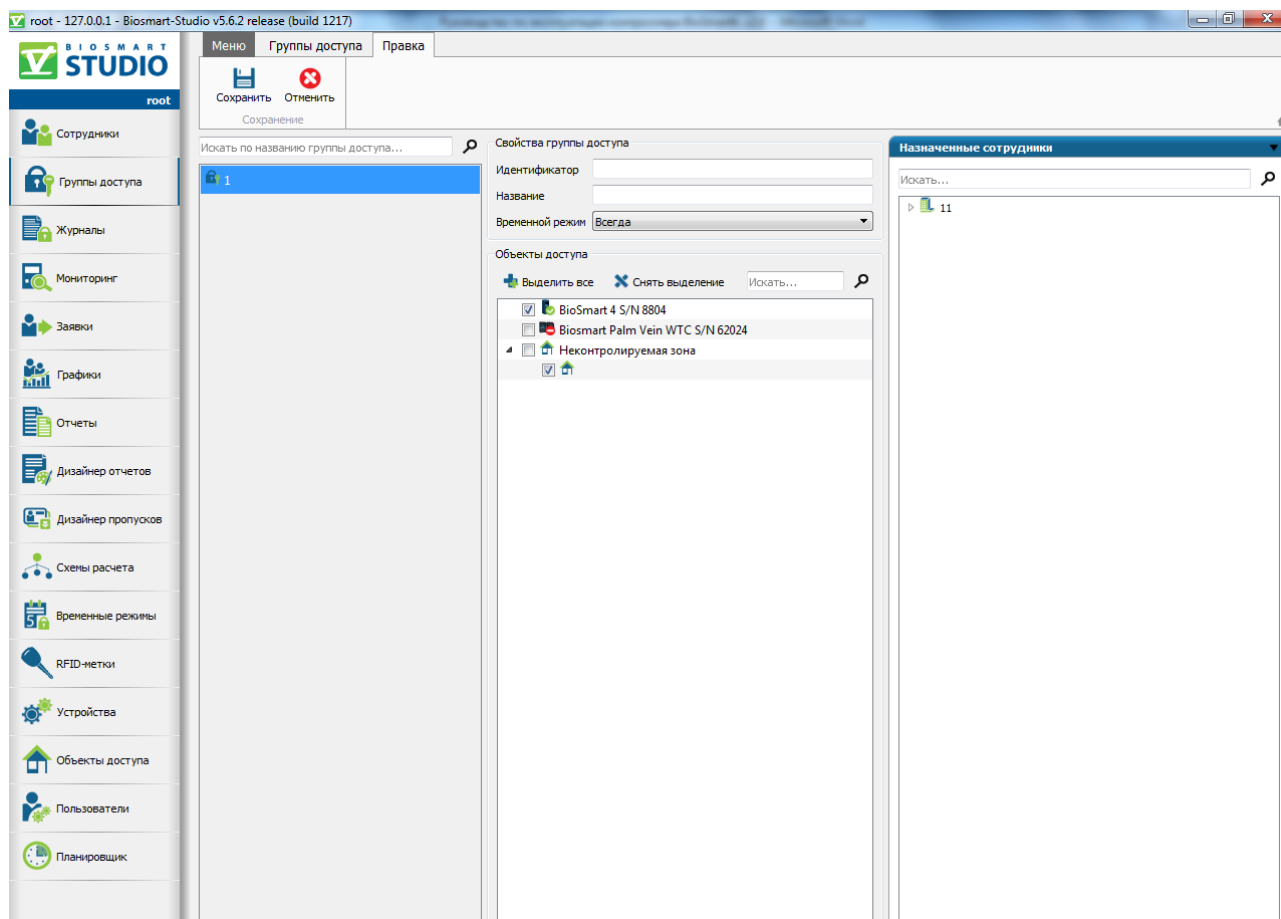 root - 127.0.0.1 - Biosmart-Studio v5.6.2 release (build 1217)
BIOSMART
STUDIO
root
Меню Группы доступа Правка
Сохранить Отменить
Сохранение
Сотрудники
Группы доступа
Журналы
Мониторинг
Заявки
Графики
Отчеты
Дизайнер отчетов
Дизайнер пропусков
Схемы расчета
Временные режимы
RFID-метки
Устройства
Объекты доступа
Пользователи
Планировщик
Искать по названию группы доступа...
1
Свойства группы доступа
Идентификатор
Название
Временной режим Всегда
Объекты доступа
Выделить все Снять выделение Искать...
BioSmart 4 S/N 8804
Biosmart Palm Vein WTC S/N 62024
Неконтролируемая зона
Назначенные сотрудники
Искать...
11